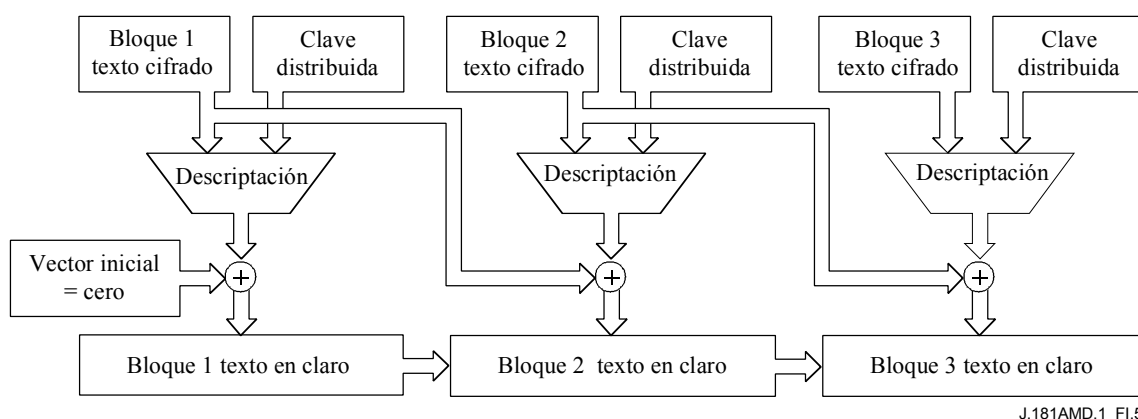 Bloque 1
texto cifrado
Clave
distribuida
Bloque 2
texto cifrado
Clave
distribuida
Bloque 3
texto cifrado
Clave
distribuida
Descriptación
Descriptación
Descriptación
Vector inicial
= cero
+
+
+
Bloque 1 texto en claro
Bloque 2 texto en claro
Bloque 3 texto en claro
J.181AMD.1_FI.5